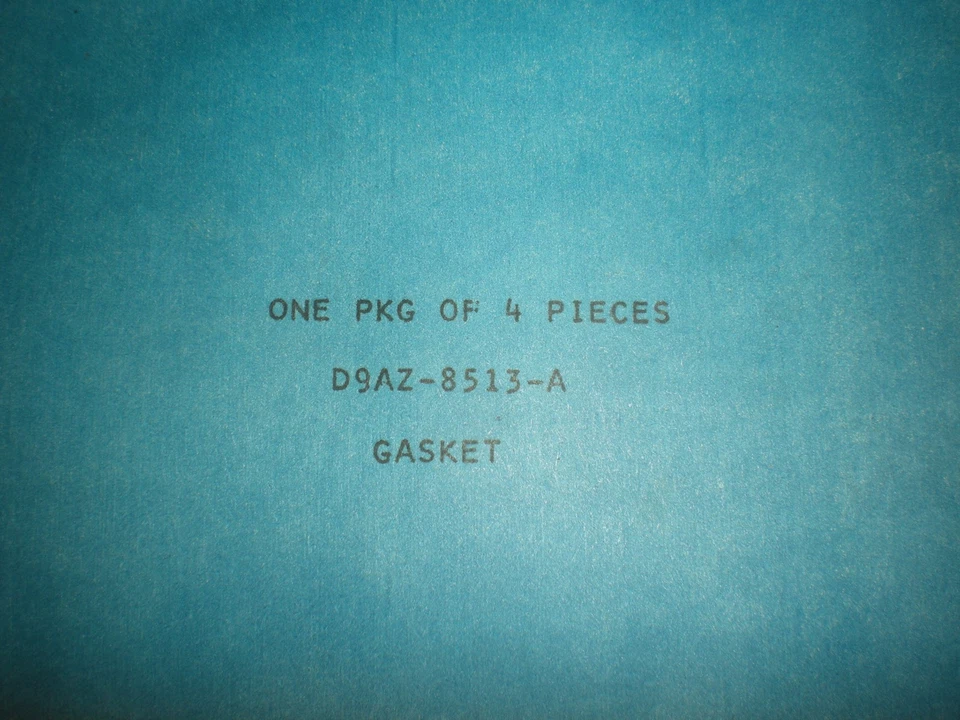 ONE PKG OF 4 PIECES
D9AZ-8513-A
GASKET